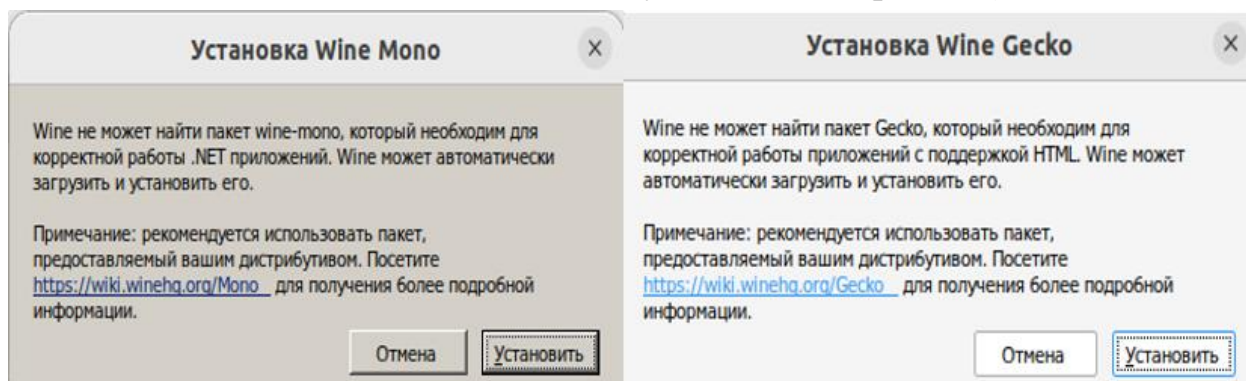 Установка Wine Mono
Wine не может найти пакет wine-mono, который необходим для
корректной работы .NET приложений. Wine может автоматически
загрузить и установить его.
Примечание: рекомендуется использовать пакет,
предоставляемый вашим дистрибутивом. Посетите
https://wiki.winehq.org/Mono для получения более подробной
информации.
Отмена
Установить
Установка Wine Gecko
Wine не может найти пакет Gecko, который необходим для
корректной работы приложений с поддержкой HTML. Wine может
автоматически загрузить и установить его.
Примечание: рекомендуется использовать пакет,
предоставляемый вашим дистрибутивом. Посетите
https://wiki.winehq.org/Gecko для получения более подробной
информации.
Отмена
Установить